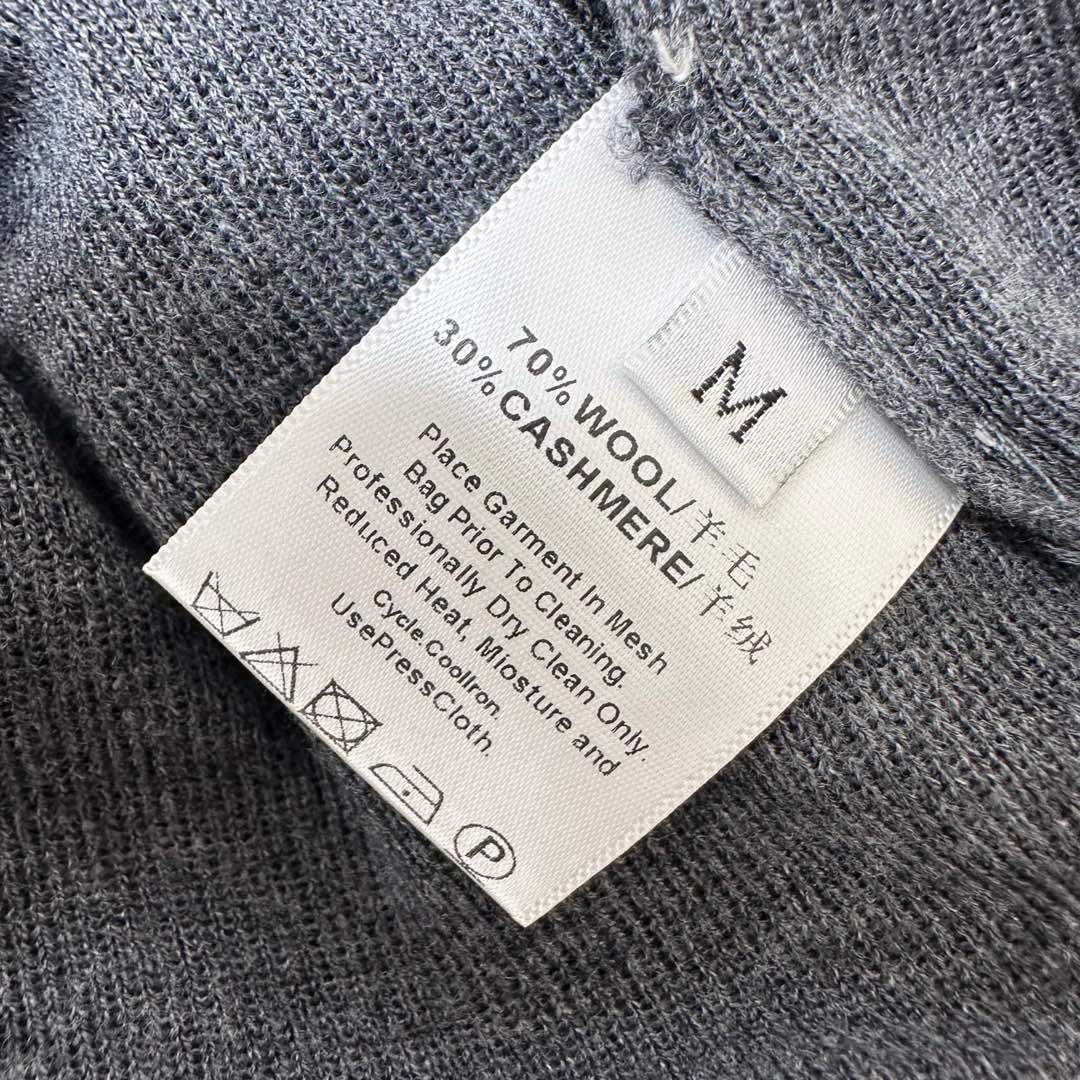 M
70%WOOL/羊毛
30%CASHMERE/羊绒
Place Garment In Mesh
Bag Prior To Cleaning.
Professionally Dry Clean Only.
Reduced Heat, Miosture and
Cycle.CoolIron.
UsePressCloth.
P